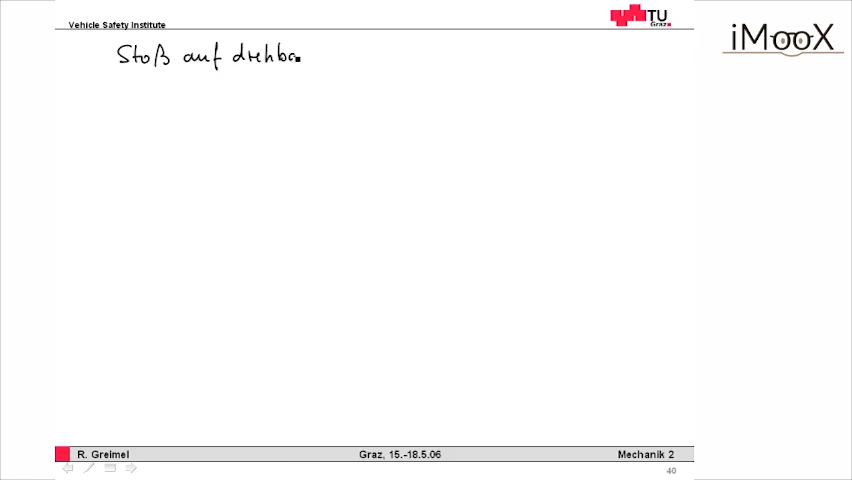 Vehicle Safety Institute
TU
Graz
iMooX
Stoß auf drehba
R. Greimel
Graz, 15.-18.5.06
Mechanik 2
40